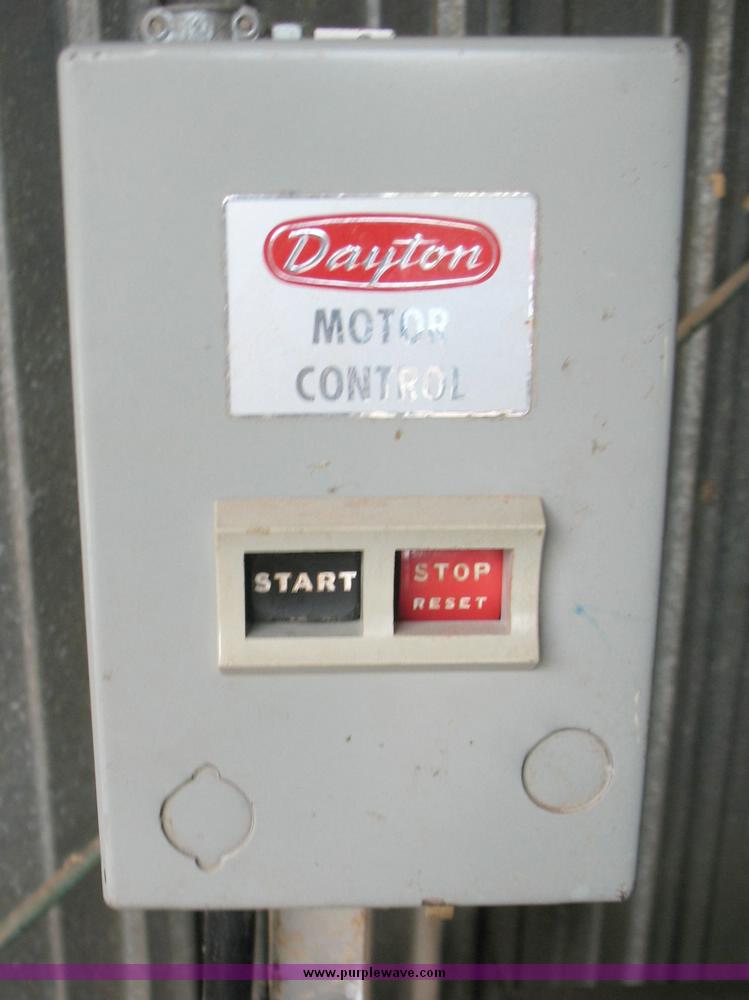 Dayton
MOTOR
CONTROL
START
STOP
RESET
www.purplewave.com